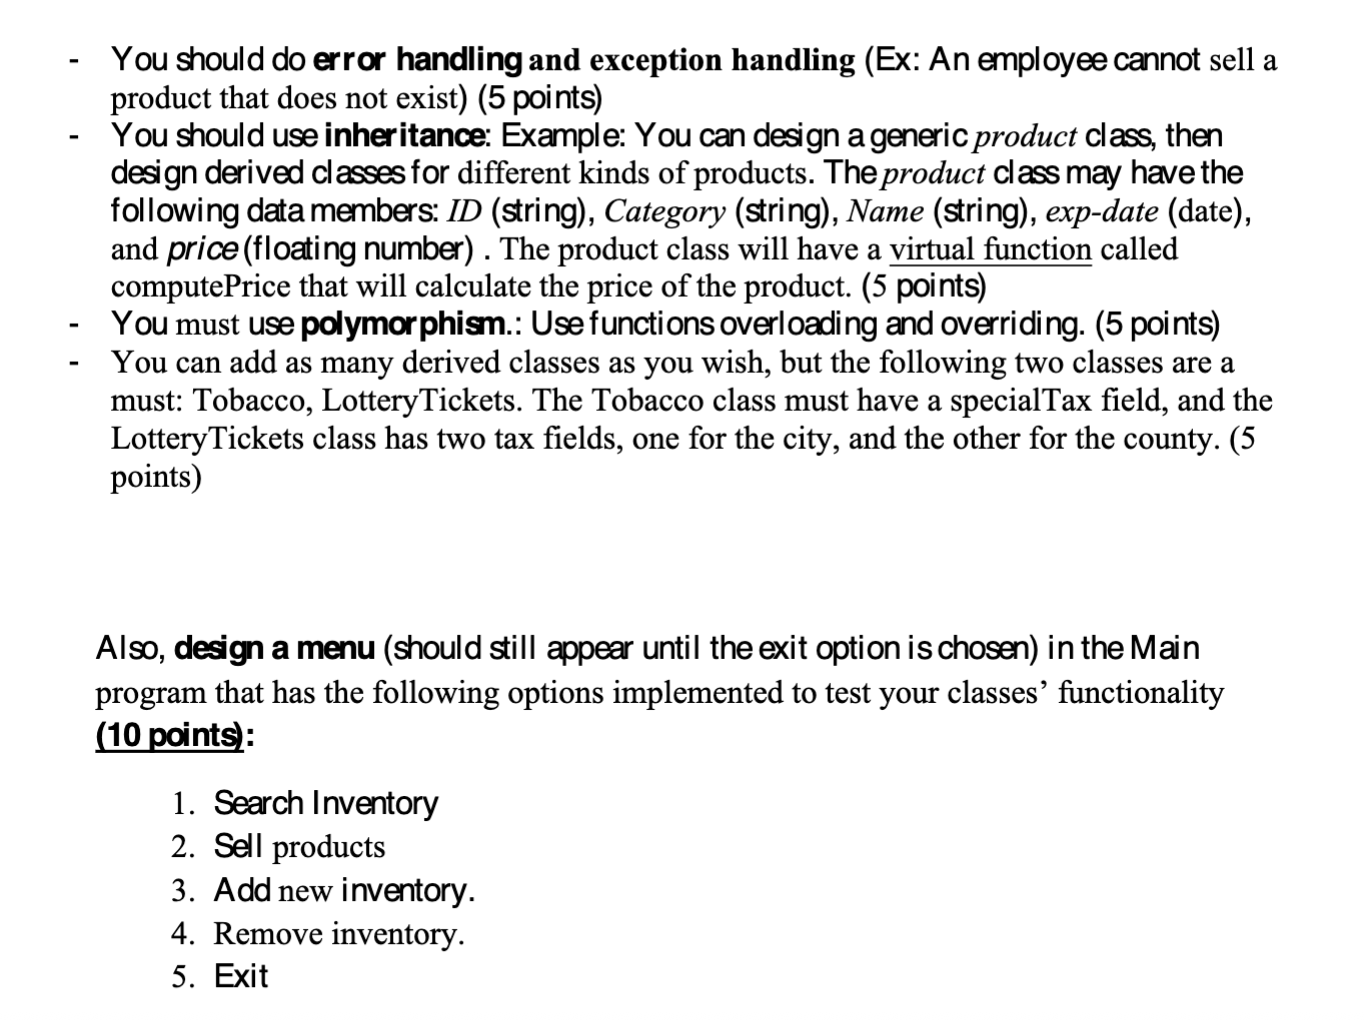 - You should do error handling and exception handling (Ex: An employee cannot sell a
product that does not exist) (5 points)
- You should use inheritance: Example: You can design a generic product class, then
design derived classes for different kinds of products. The product class may have the
following data members: ID (string), Category (string), Name (string), exp-date (date),
and price (floating number) . The product class will have a virtual function called
computePrice that will calculate the price of the product. (5 points)
- You must use polymorphism.: Use functions overloading and overriding. (5 points)
- You can add as many derived classes as you wish, but the following two classes are a
must: Tobacco, LotteryTickets. The Tobacco class must have a specialTax field, and the
LotteryTickets class has two tax fields, one for the city, and the other for the county. (5
points)
Also, design a menu (should still appear until the exit option is chosen) in the Main
program that has the following options implemented to test your classes’ functionality
(10 points):
1. Search Inventory
2. Sell products
3. Add new inventory.
4. Remove inventory.
5. Exit